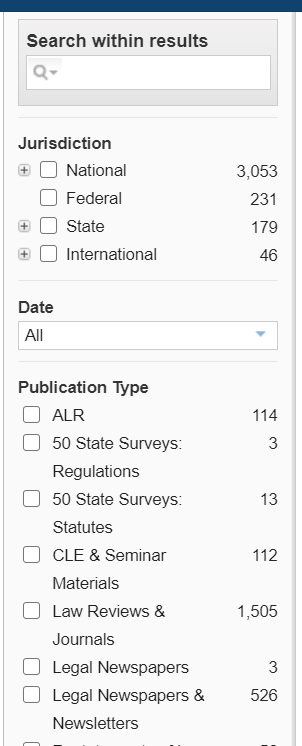 Search within results
Jurisdiction
National 3,053
Federal 231
State 179
International 46
Date
All
Publication Type
ALR 114
50 State Surveys: 3
Regulations
50 State Surveys: 13
Statutes
CLE & Seminar 112
Materials
Law Reviews & 1,505
Journals
Legal Newspapers 3
Legal Newspapers & 526
Newsletters